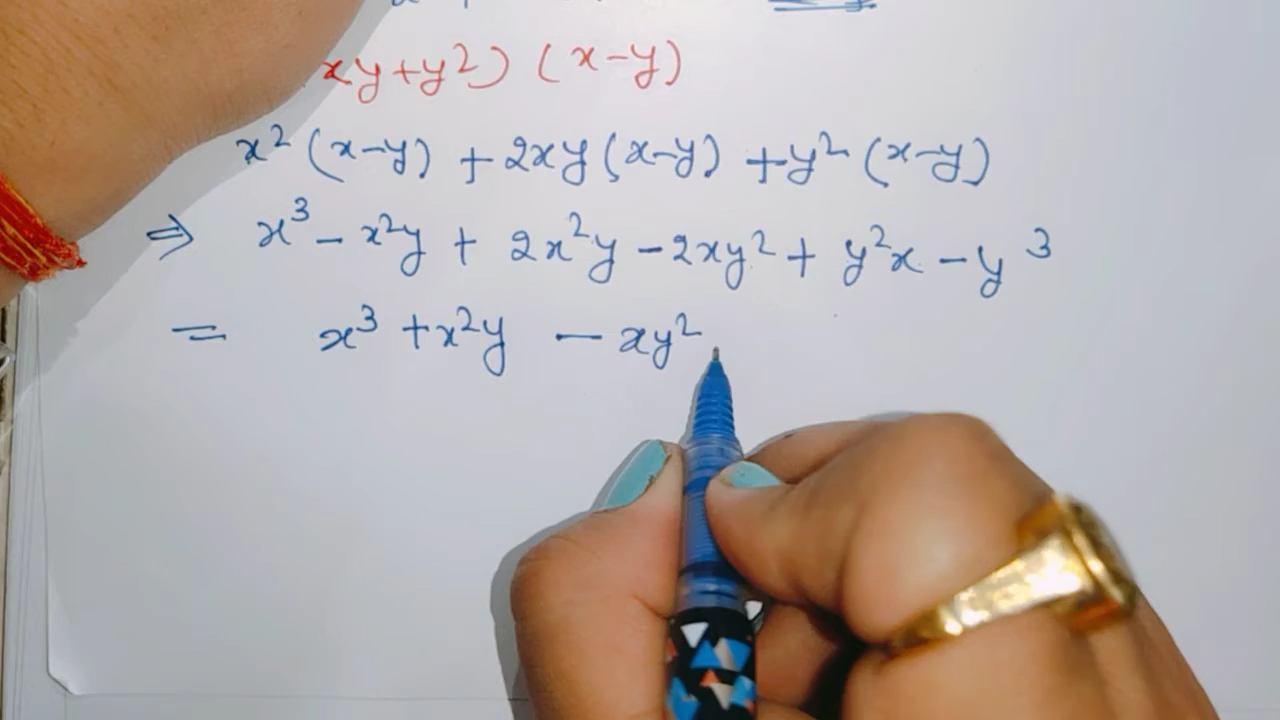 xy+y²) (x-y)
x² (x-y) + 2xy (x-y) + y² (x-y)
⇒ x³ - x²y + 2x²y - 2xy² + y²x - y³
= x³ + x²y - xy²